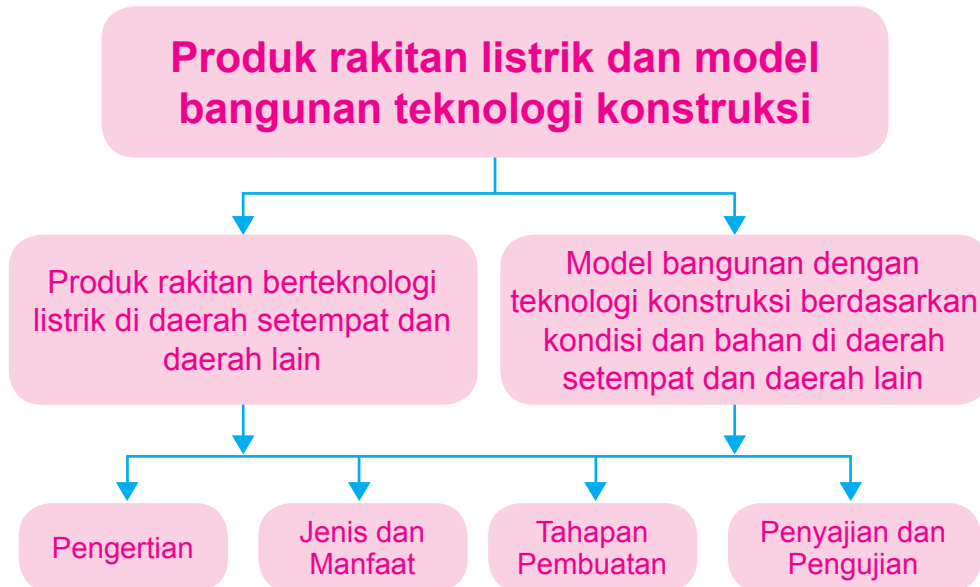 Produk rakitan listrik dan model
bangunan teknologi konstruksi
Produk rakitan berteknologi
listrik di daerah setempat dan
daerah lain
Model bangunan dengan
teknologi konstruksi berdasarkan
kondisi dan bahan di daerah
setempat dan daerah lain
Pengertian
Jenis dan
Manfaat
Tahapan
Pembuatan
Penyajian dan
Pengujian